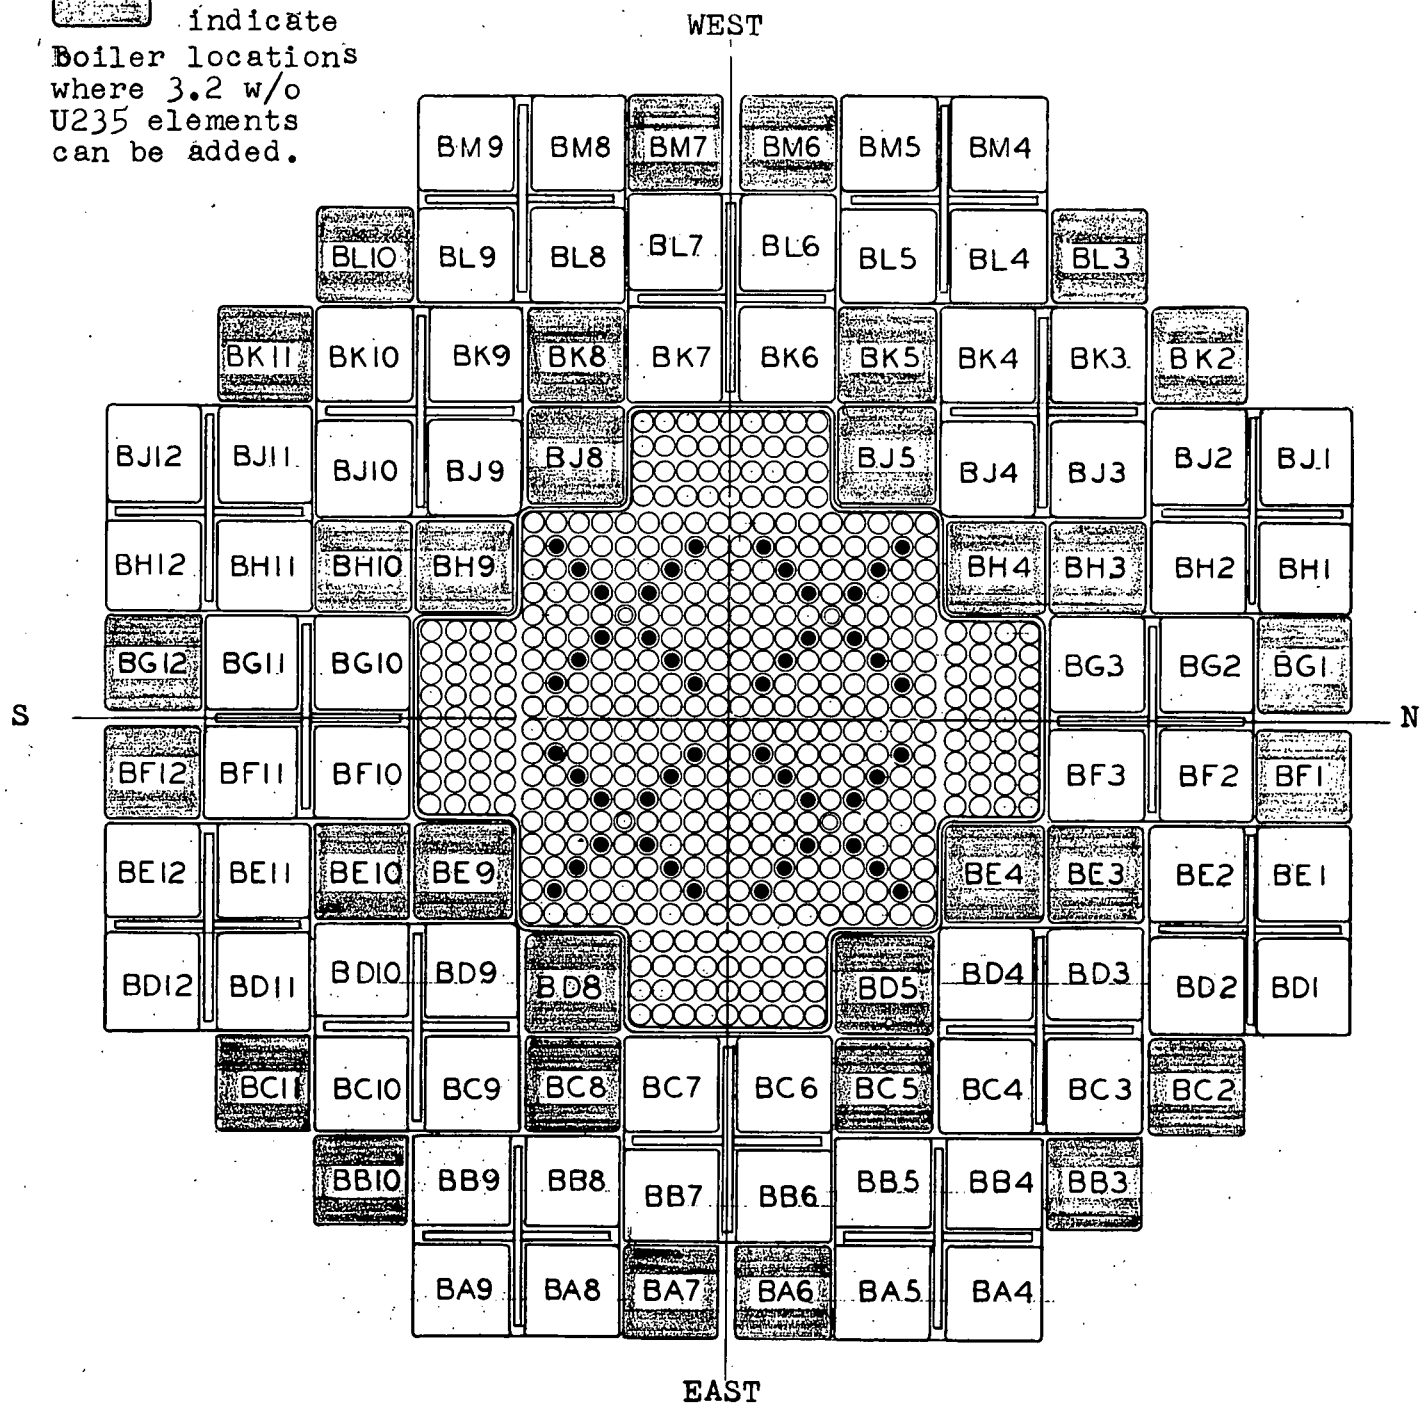 indicate
Boiler locations
where 3.2 w/o
U235 elements
can be added.
WEST
BM9 BM8 BM7 BM6 BM5 BM4
BL10 BL9 BL8 BL7 BL6 BL5 BL4 BL3
BK11 BK10 BK9 BK8 BK7 BK6 BK5 BK4 BK3 BK2
BJ12 BJ11 BJ10 BJ9 BJ8 BJ5 BJ4 BJ3 BJ2 BJ1
BH12 BH11 BH10 BH9 BH4 BH3 BH2 BH1
BG12 BG11 BG10 BG3 BG2 BG1
S N
BF12 BF11 BF10 BF3 BF2 BF1
BE12 BE11 BE10 BE9 BE4 BE3 BE2 BE1
BD12 BD11 BD10 BD9 BD8 BD5 BD4 BD3 BD2 BD1
BC11 BC10 BC9 BC8 BC7 BC6 BC5 BC4 BC3 BC2
BB10 BB9 BB8 BB7 BB6 BB5 BB4 BB3
BA9 BA8 BA7 BA6 BA5 BA4
EAST